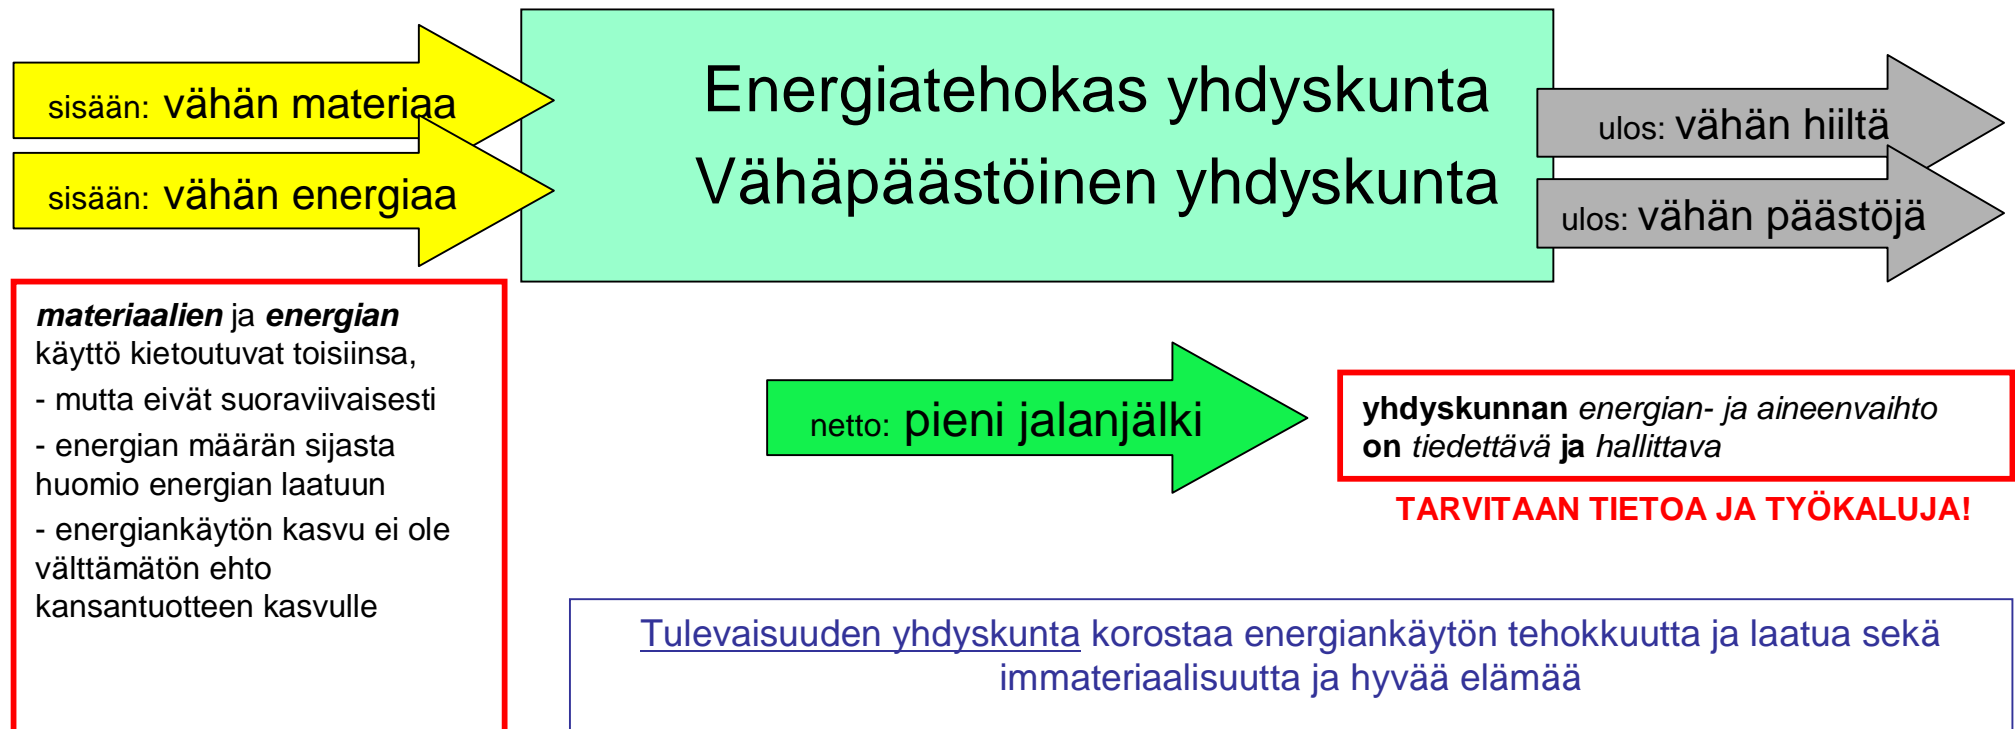 sisään: vähän materiaa
sisään: vähän energiaa
Energiatehokas yhdyskunta
Vähäpäästöinen yhdyskunta
ulos: vähän hiiltä
ulos: vähän päästöjä
materiaalien ja energian
käyttö kietoutuvat toisiinsa,
- mutta eivät suoraviivaisesti
- energian määrän sijasta
huomio energian laatuun
- energiankäytön kasvu ei ole
välttämätön ehto
kansantuotteen kasvulle
netto: pieni jalanjälki
yhdyskunnan energian- ja aineenvaihto
on tiedettävä ja hallittava
TARVITAAN TIETOA JA TYÖKALUJA!
Tulevaisuuden yhdyskunta korostaa energiankäytön tehokkuutta ja laatua sekä
immateriaalisuutta ja hyvää elämää